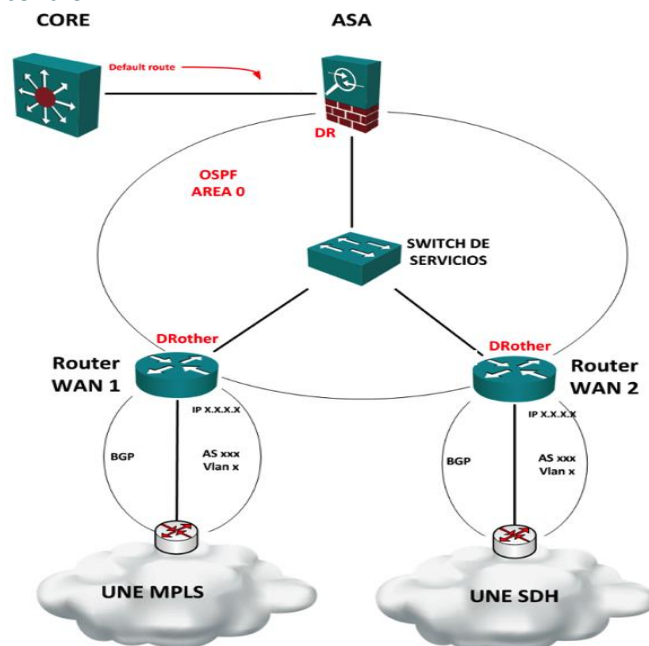 CORE
ASA
Default route
DR
OSPF
AREA 0
SWITCH DE
SERVICIOS
DRother
DRother
Router
WAN 1
Router
WAN 2
IP X.X.X.X
IP X.X.X.X
BGP
AS xxx
Vlan x
BGP
AS xxx
Vlan x
UNE MPLS
UNE SDH